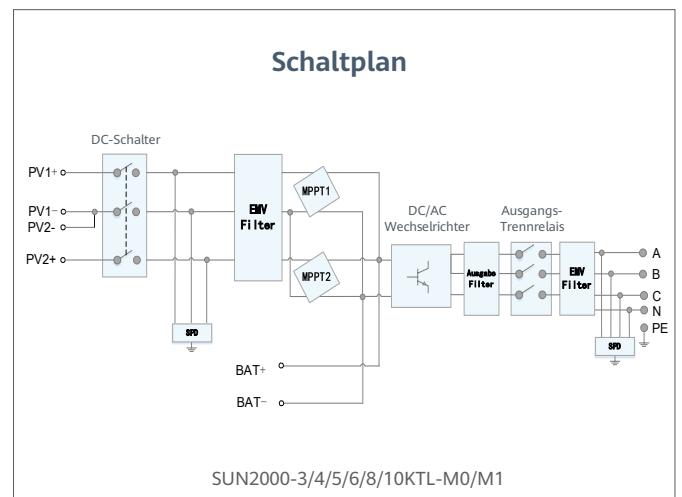 Schaltplan
DC-Schalter
PV1+
PV1−
PV2-
PV2+
EMV
Filter
MPPT1
MPPT2
SPD
BAT+
BAT−
DC/AC
Wechselrichter
Ausgabe
Filter
Ausgangs-
Trennrelais
EMV
Filter
SPD
A
B
C
N
PE
SUN2000-3/4/5/6/8/10KTL-M0/M1